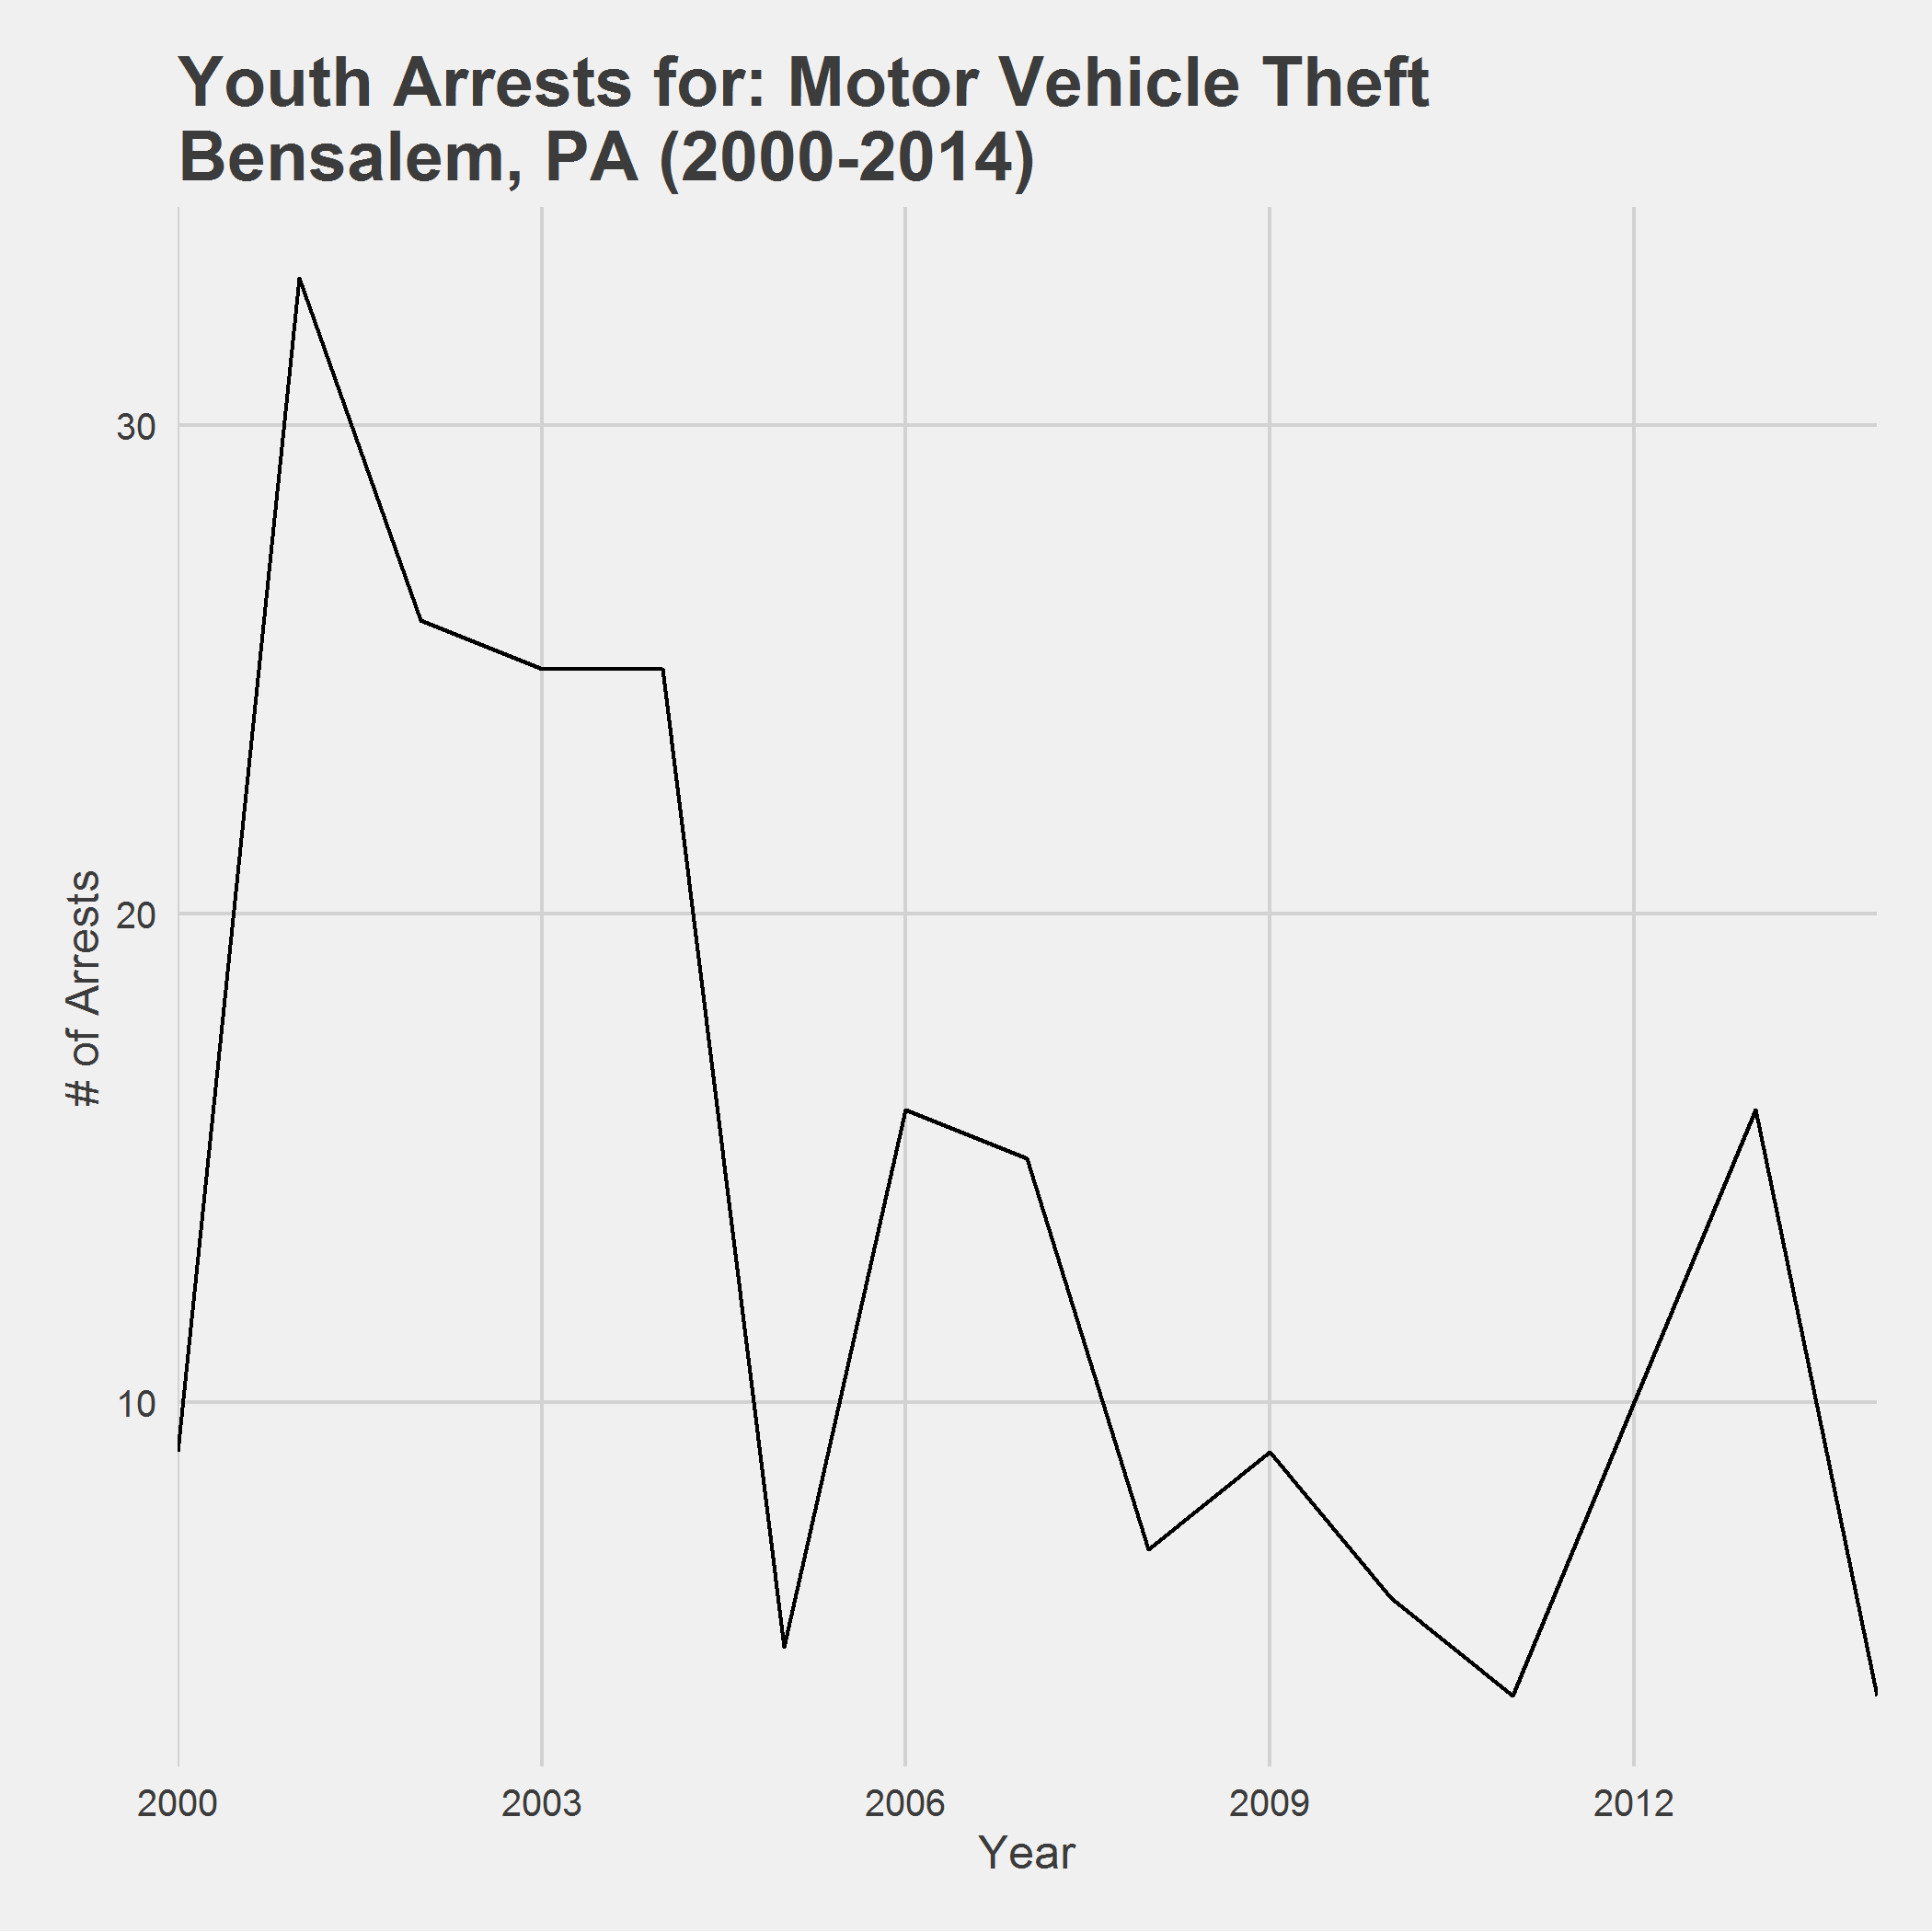 Youth Arrests for: Motor Vehicle Theft
Bensalem, PA (2000-2014)
30
20
10
# of Arrests
2000 2003 2006 2009 2012
Year